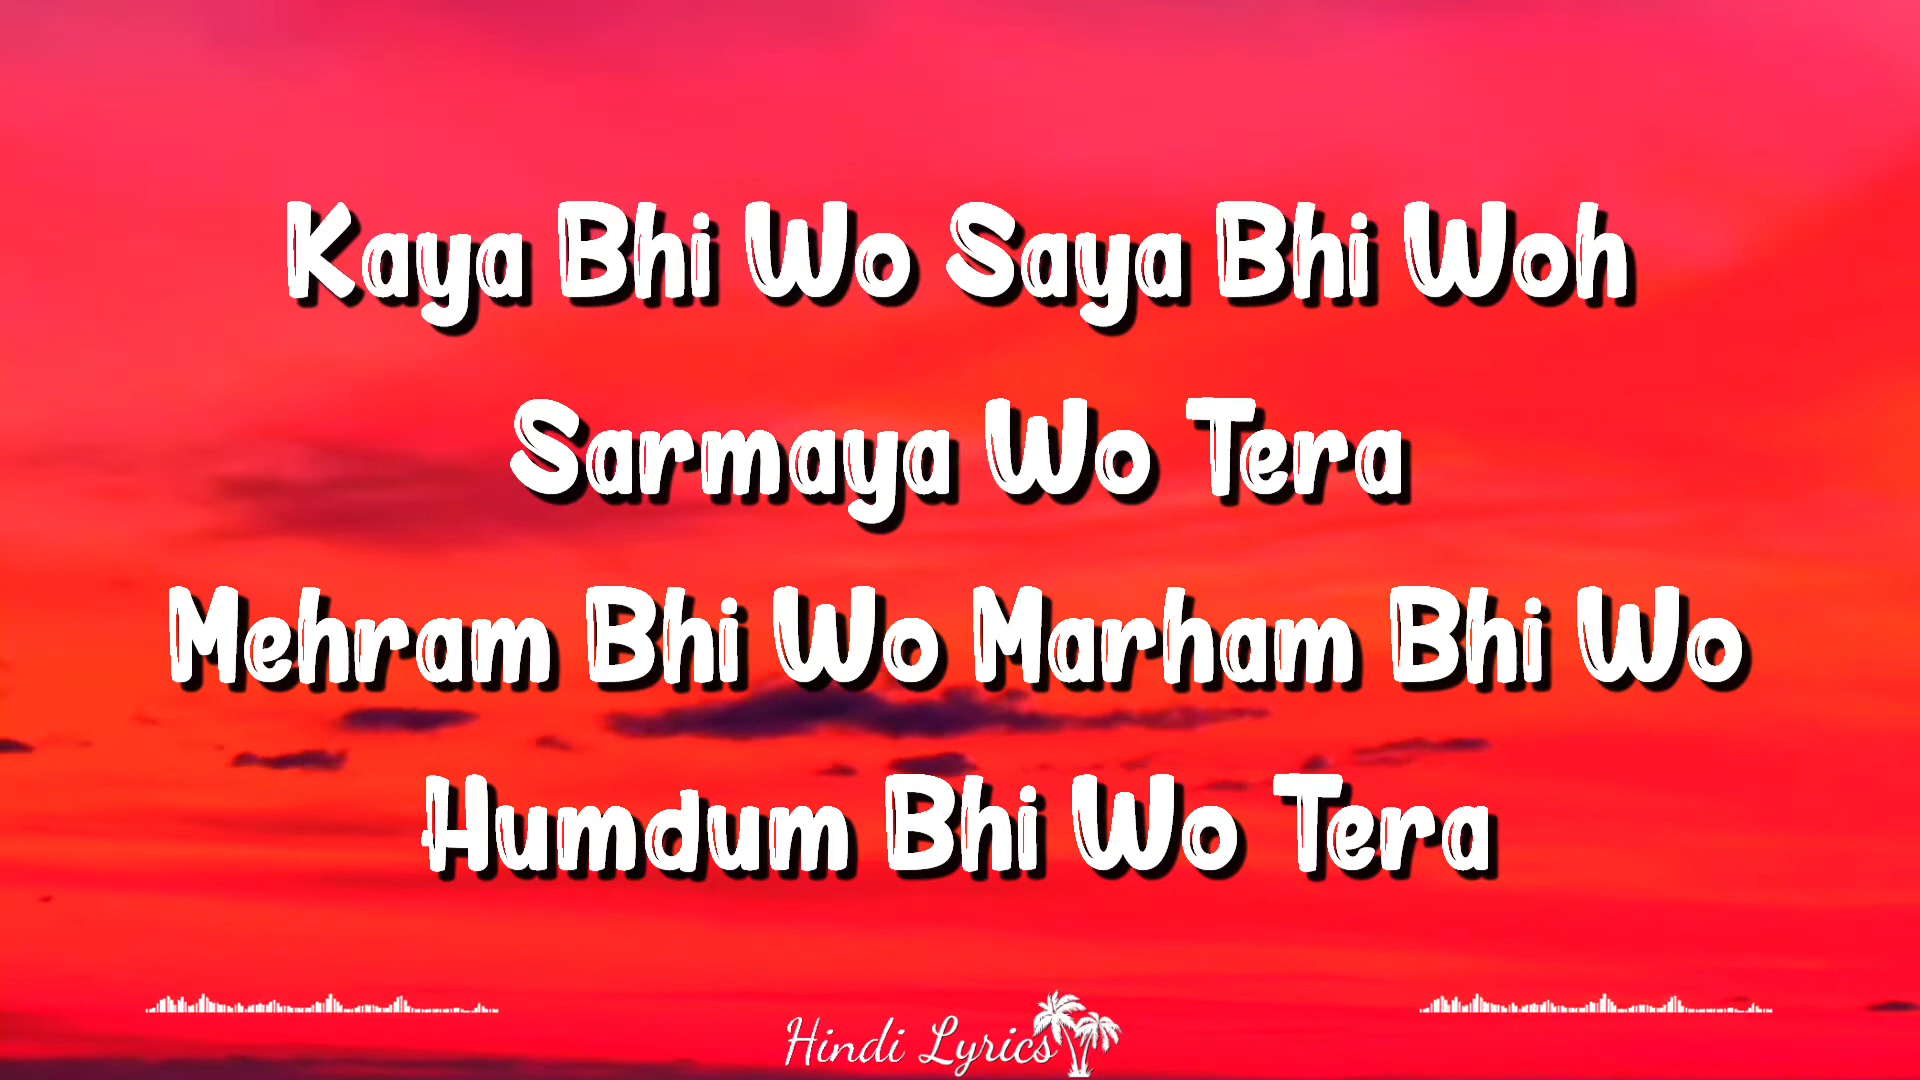 Kaya Bhi Wo Saya Bhi Woh
Sarmaya Wo Tera
Mehram Bhi Wo Marham Bhi Wo
Humdum Bhi Wo Tera
Hindi Lyrics